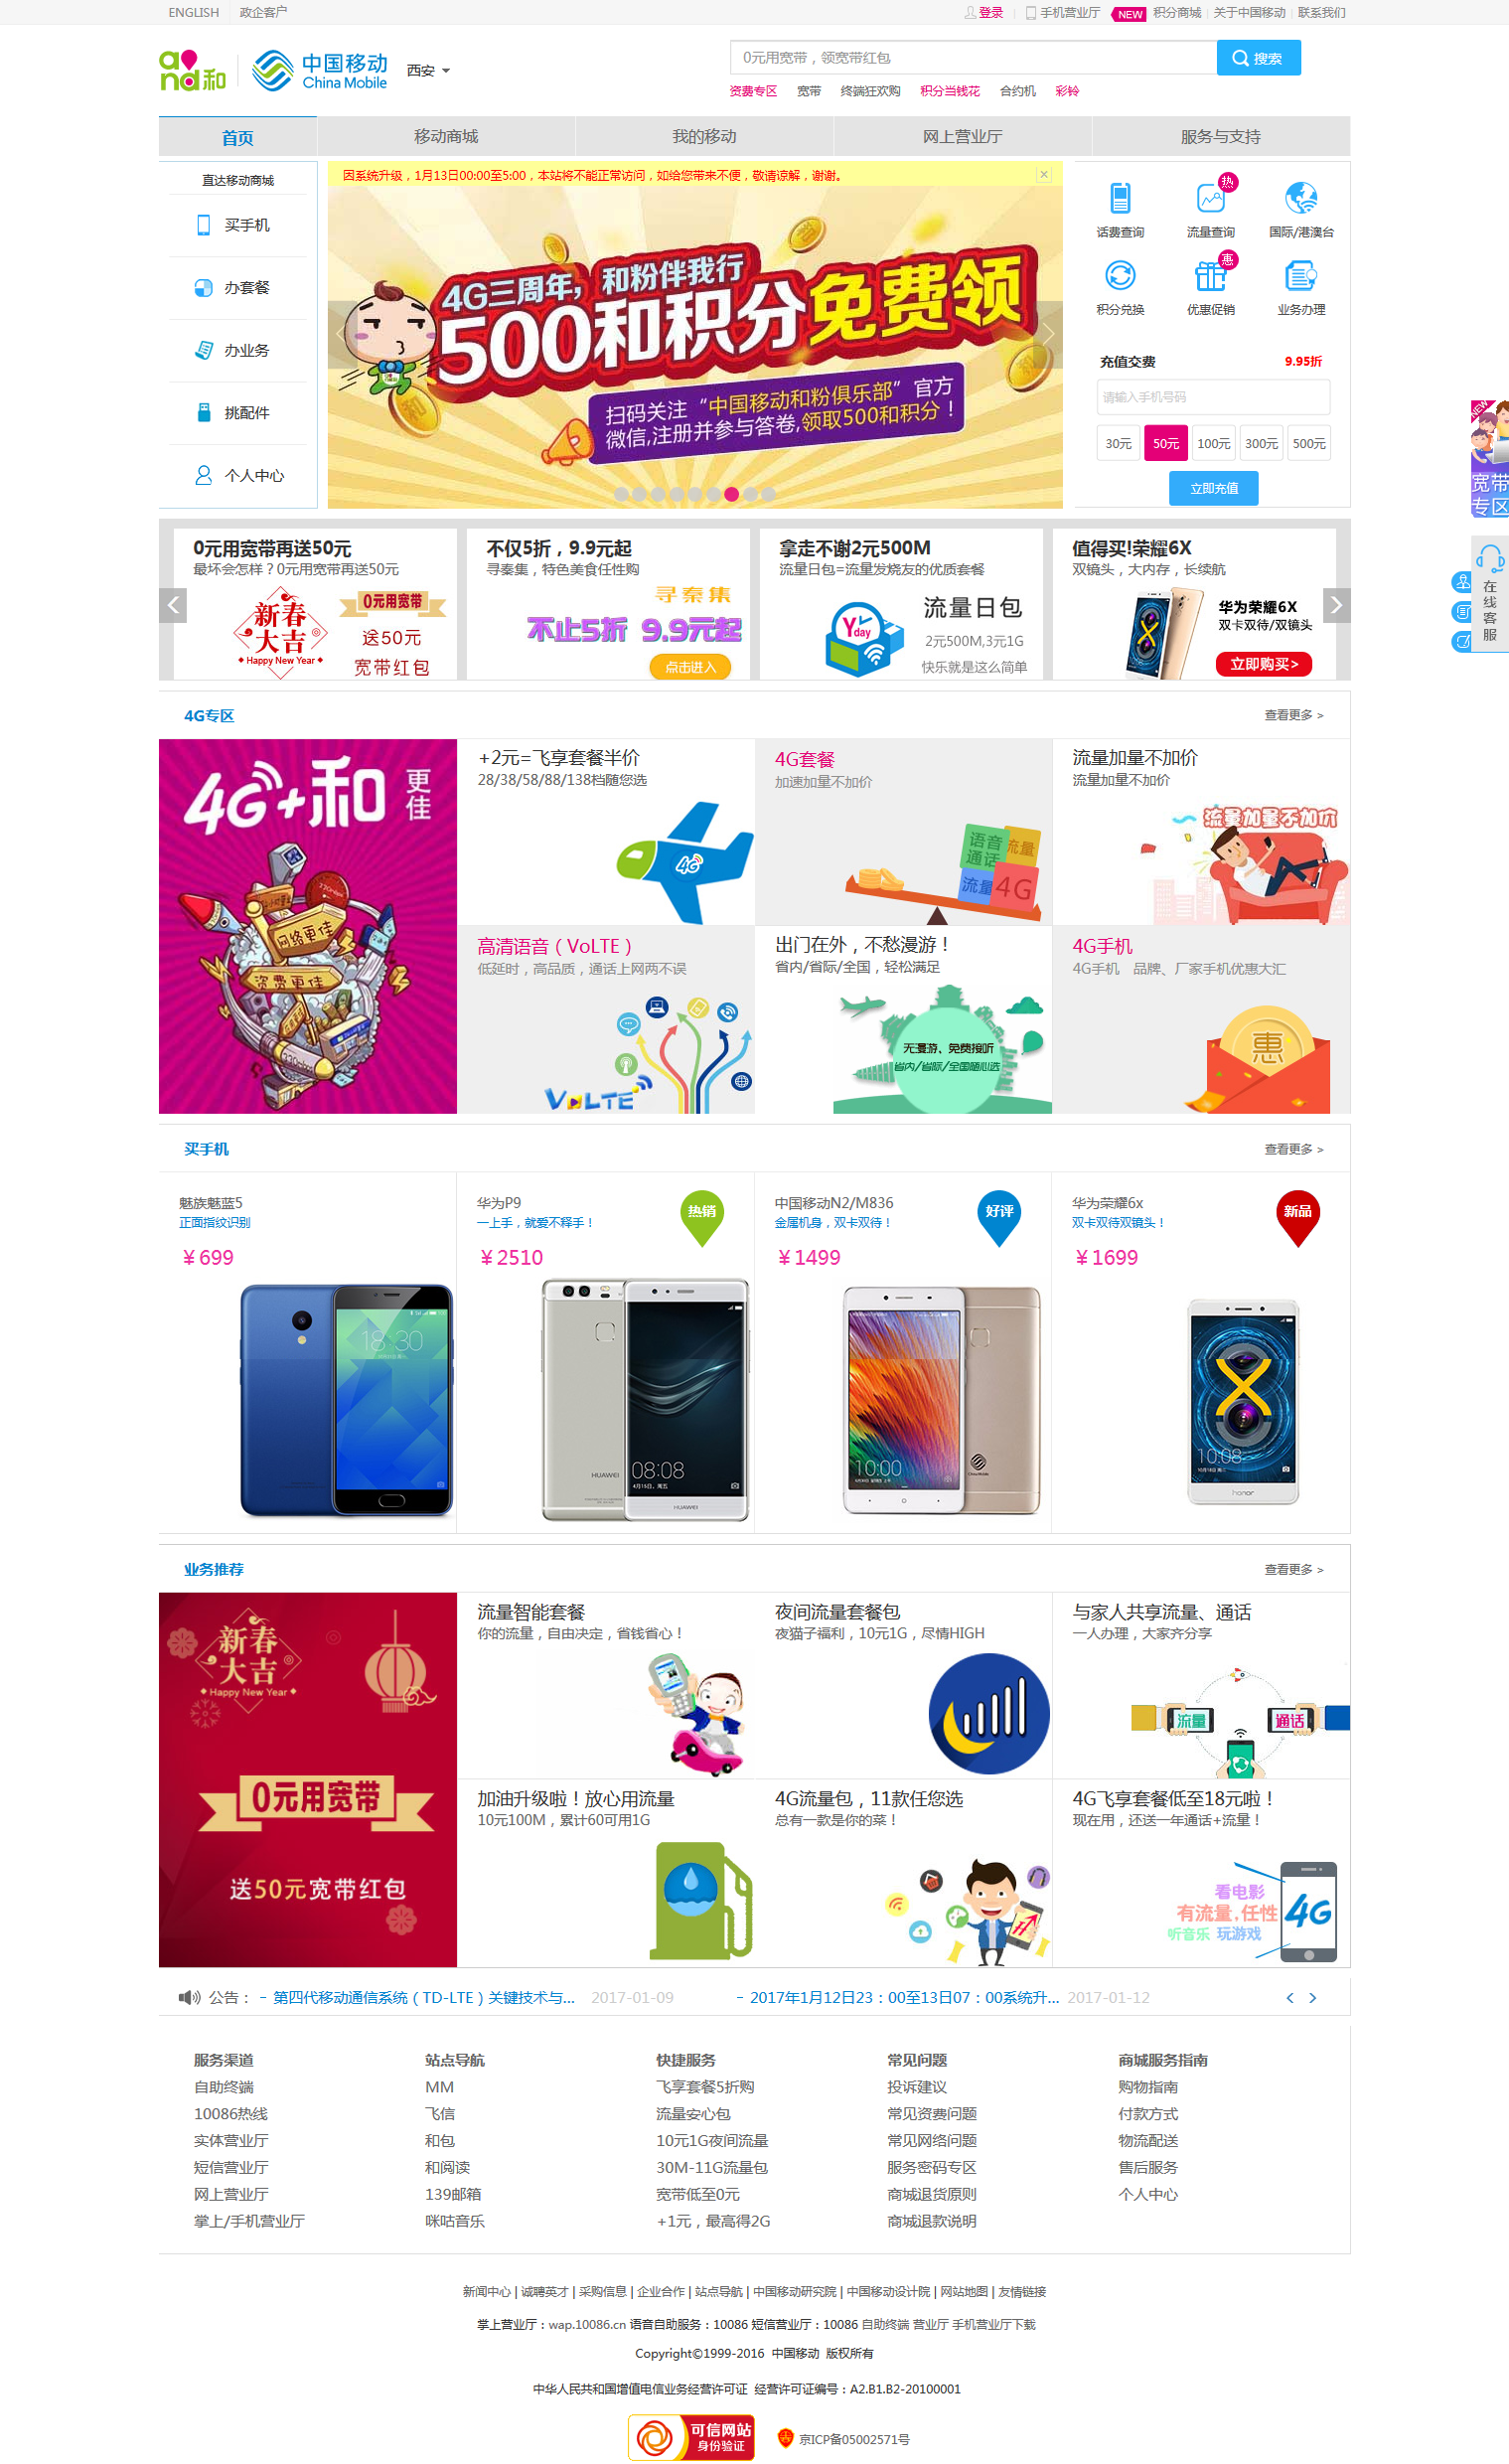 ENGLISH 政企客户 登录 手机营业厅 NEW 积分商城 关于中国移动 联系我们
and和 中国移动 China Mobile 西安
0元用宽带，领宽带红包 搜索
资费专区 宽带 终端狂欢购 积分当钱花 合约机 彩铃
首页 移动商城 我的移动 网上营业厅 服务与支持
直达移动商城
买手机
办套餐
办业务
挑配件
个人中心
因系统升级，1月13日00:00至5:00，本站将不能正常访问，如给您带来不便，敬请谅解，谢谢。
4G三周年，和粉伴我行
500和积分免费领
扫码关注“中国移动和粉俱乐部”官方
微信,注册并参与答卷,领取500和积分！
热
话费查询 流量查询 国际/港澳台
惠
积分兑换 优惠促销 业务办理
充值交费 9.95折
请输入手机号码
30元 50元 100元 300元 500元
立即充值
NEW
宽带
专区
在线客服
0元用宽带再送50元
最坏会怎样？0元用宽带再送50元
新春
大吉
Happy New Year
0元用宽带
送50元
宽带红包
不仅5折，9.9元起
寻秦集，特色美食任性购
寻秦集
不止5折 9.9元起
点击进入
拿走不谢2元500M
流量日包=流量发烧友的优质套餐
Yday
流量日包
2元500M,3元1G
快乐就是这么简单
值得买!荣耀6X
双镜头，大内存，长续航
华为荣耀6X
双卡双待/双镜头
立即购买>
4G专区 查看更多 >
4G+和 更佳
网络更佳
资费更佳
+2元=飞享套餐半价
28/38/58/88/138档随您选
4G
4G套餐
加速加量不加价
语音通话 流量
流量 4G
流量加量不加价
流量加量不加价
流量加量不加价
高清语音（VoLTE）
低延时，高品质，通话上网两不误
VoLTE
出门在外，不愁漫游！
省内/省际/全国，轻松满足
无漫游、免费接听
省内/省际/全国随心选
4G手机
4G手机 品牌、厂家手机优惠大汇
惠
买手机 查看更多 >
魅族魅蓝5
正面指纹识别
¥699
18:30
华为P9
一上手，就爱不释手！
¥2510
热销
HUAWEI
08:08
HUAWEI
中国移动N2/M836
金属机身，双卡双待！
¥1499
好评
10:00
华为荣耀6x
双卡双待双镜头！
¥1699
新品
10:08
honor
业务推荐 查看更多 >
新春
大吉
Happy New Year
0元用宽带
送50元宽带红包
流量智能套餐
你的流量，自由决定，省钱省心！
夜间流量套餐包
夜猫子福利，10元1G，尽情HIGH
与家人共享流量、通话
一人办理，大家齐分享
流量 通话
加油升级啦！放心用流量
10元100M，累计60可用1G
4G流量包，11款任您选
总有一款是你的菜！
4G飞享套餐低至18元啦！
现在用，还送一年通话+流量！
看电影
有流量,任性
听音乐 玩游戏
4G
公告： - 第四代移动通信系统（TD-LTE）关键技术与... 2017-01-09 - 2017年1月12日23：00至13日07：00系统升... 2017-01-12
服务渠道 站点导航 快捷服务 常见问题 商城服务指南
自助终端 MM 飞享套餐5折购 投诉建议 购物指南
10086热线 飞信 流量安心包 常见资费问题 付款方式
实体营业厅 和包 10元1G夜间流量 常见网络问题 物流配送
短信营业厅 和阅读 30M-11G流量包 服务密码专区 售后服务
网上营业厅 139邮箱 宽带低至0元 商城退货原则 个人中心
掌上/手机营业厅 咪咕音乐 +1元，最高得2G 商城退款说明
新闻中心 | 诚聘英才 | 采购信息 | 企业合作 | 站点导航 | 中国移动研究院 | 中国移动设计院 | 网站地图 | 友情链接
掌上营业厅：wap.10086.cn 语音自助服务：10086 短信营业厅：10086 自助终端 营业厅 手机营业厅下载
Copyright©1999-2016 中国移动 版权所有
中华人民共和国增值电信业务经营许可证 经营许可证编号：A2.B1.B2-20100001
可信网站
身份验证
京ICP备05002571号